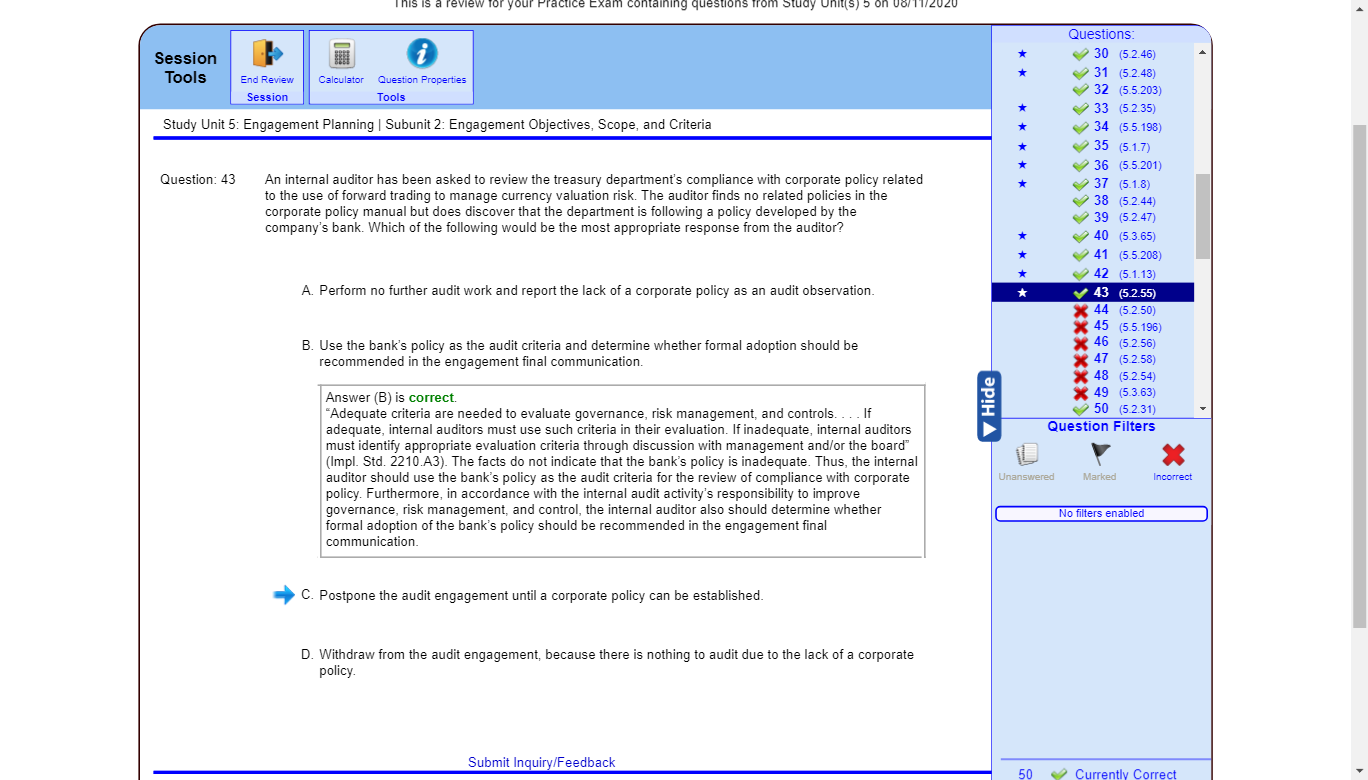 This is a review for your Practice Exam containing questions from Study Unit(s) 5 on 08/11/2020
Session
Tools
End Review
Session
Calculator
Question Properties
Tools
Study Unit 5: Engagement Planning | Subunit 2: Engagement Objectives, Scope, and Criteria
Question: 43
An internal auditor has been asked to review the treasury department's compliance with corporate policy related
to the use of forward trading to manage currency valuation risk. The auditor finds no related policies in the
corporate policy manual but does discover that the department is following a policy developed by the
company's bank. Which of the following would be the most appropriate response from the auditor?
A. Perform no further audit work and report the lack of a corporate policy as an audit observation.
B. Use the bank's policy as the audit criteria and determine whether formal adoption should be
recommended in the engagement final communication.
Answer (B) is correct.
“Adequate criteria are needed to evaluate governance, risk management, and controls. . . . If
adequate, internal auditors must use such criteria in their evaluation. If inadequate, internal auditors
must identify appropriate evaluation criteria through discussion with management and/or the board”
(Impl. Std. 2210.A3). The facts do not indicate that the bank's policy is inadequate. Thus, the internal
auditor should use the bank's policy as the audit criteria for the review of compliance with corporate
policy. Furthermore, in accordance with the internal audit activity's responsibility to improve
governance, risk management, and control, the internal auditor also should determine whether
formal adoption of the bank's policy should be recommended in the engagement final
communication.
C. Postpone the audit engagement until a corporate policy can be established.
D. Withdraw from the audit engagement, because there is nothing to audit due to the lack of a corporate
policy.
Submit Inquiry/Feedback
Questions:
30 (5.2.46)
31 (5.2.48)
32 (5.5.203)
33 (5.2.35)
34 (5.5.198)
35 (5.1.7)
36 (5.5.201)
37 (5.1.8)
38 (5.2.44)
39 (5.2.47)
40 (5.3.65)
41 (5.5.208)
42 (5.1.13)
43 (5.2.55)
44 (5.2.50)
45 (5.5.196)
46 (5.2.56)
47 (5.2.58)
48 (5.2.54)
49 (5.3.63)
50 (5.2.31)
Hide
Question Filters
Unanswered
Marked
Incorrect
No filters enabled
50 Currently Correct